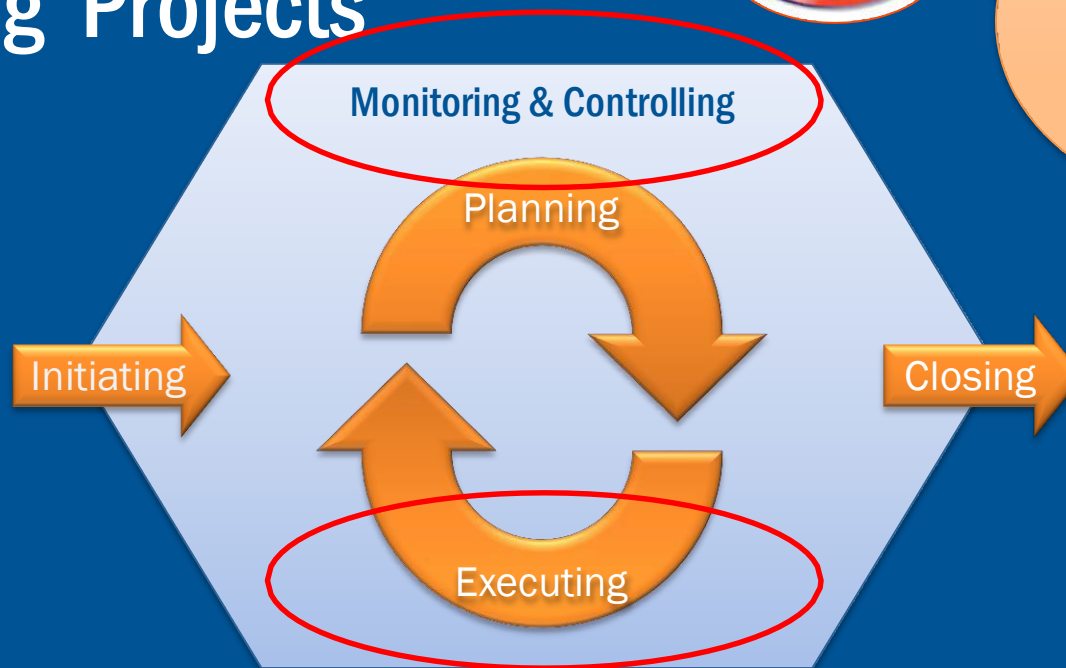 g Projects
Monitoring & Controlling
Planning
Initiating
Closing
Executing